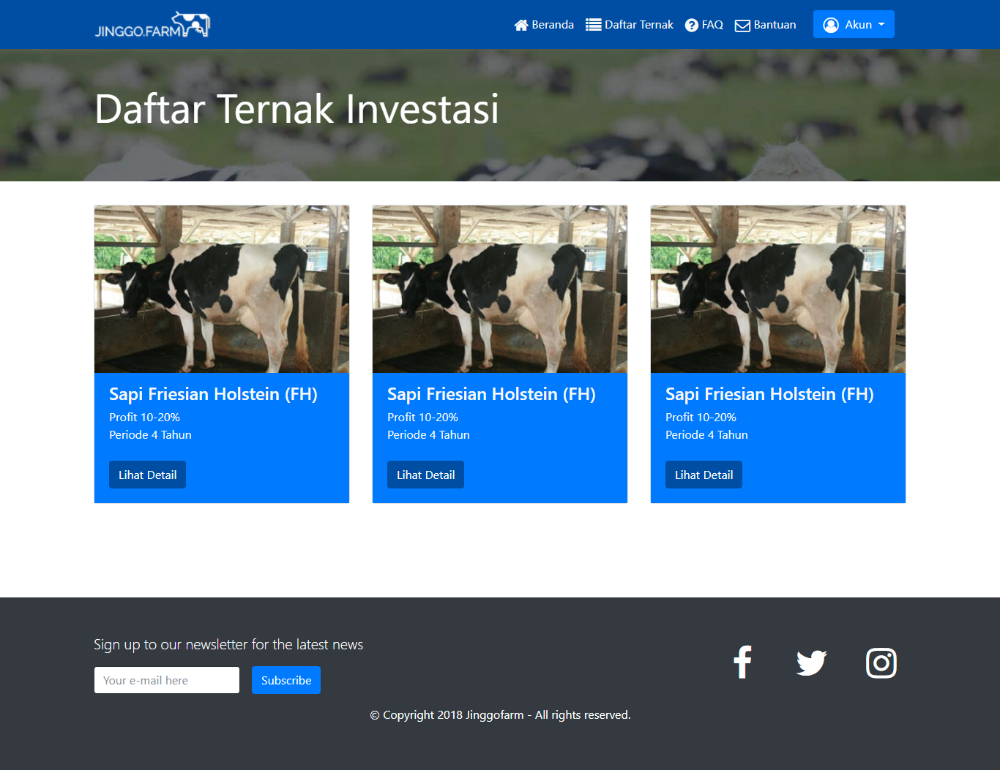 JINGGO.FARM
Beranda
Daftar Ternak
FAQ
Bantuan
Akun
Daftar Ternak Investasi
Sapi Friesian Holstein (FH)
Profit 10-20%
Periode 4 Tahun
Lihat Detail
Sapi Friesian Holstein (FH)
Profit 10-20%
Periode 4 Tahun
Lihat Detail
Sapi Friesian Holstein (FH)
Profit 10-20%
Periode 4 Tahun
Lihat Detail
Sign up to our newsletter for the latest news
Your e-mail here
Subscribe
© Copyright 2018 Jinggofarm - All rights reserved.